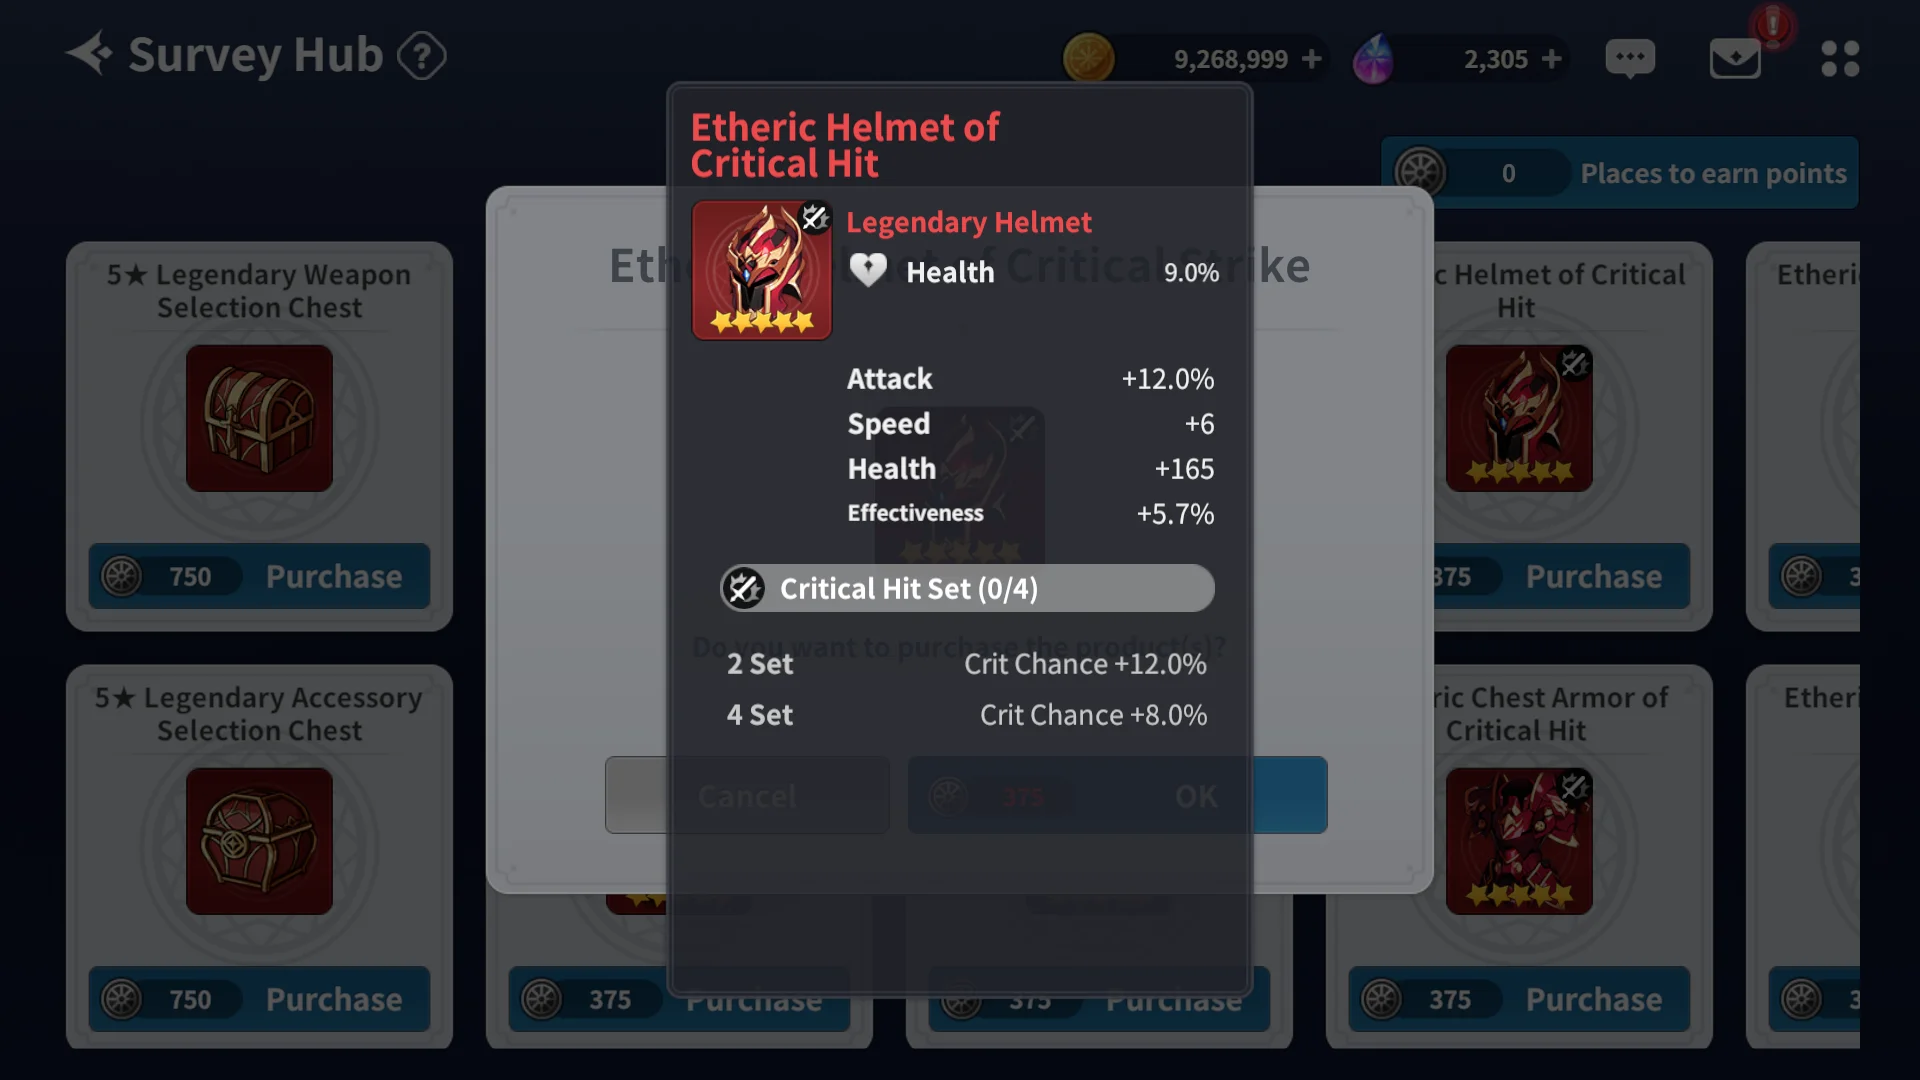 Survey Hub ?
9,268,999 +
2,305 +
0 Places to earn points
Etheric Helmet of
Critical Hit
Legendary Helmet
Health 9.0%
Attack +12.0%
Speed +6
Health +165
Effectiveness +5.7%
Critical Hit Set (0/4)
Do you want to purchase the product(s)?
2 Set Crit Chance +12.0%
4 Set Crit Chance +8.0%
Cancel
375 OK
5★ Legendary Weapon
Selection Chest
750 Purchase
c Helmet of Critical
Hit
375 Purchase
Etheri
3
5★ Legendary Accessory
Selection Chest
750 Purchase
375 Purchase
375 Purchase
ric Chest Armor of
Critical Hit
375 Purchase
Etheri
3